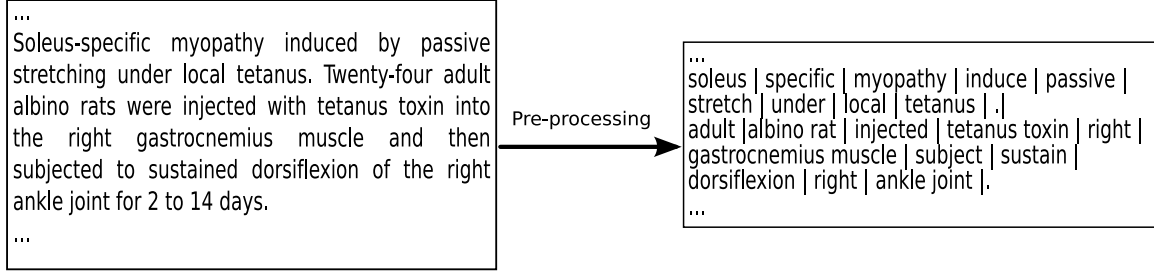 ...
Soleus-specific myopathy induced by passive
stretching under local tetanus. Twenty-four adult
albino rats were injected with tetanus toxin into
the right gastrocnemius muscle and then
subjected to sustained dorsiflexion of the right
ankle joint for 2 to 14 days.
...
Pre-processing
...
soleus | specific | myopathy | induce | passive |
stretch | under | local | tetanus | .|
adult |albino rat | injected | tetanus toxin | right |
gastrocnemius muscle | subject | sustain |
dorsiflexion | right | ankle joint |.
...